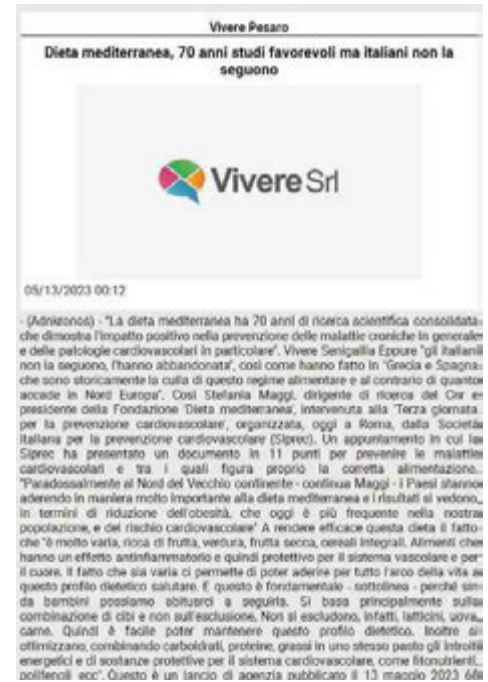 Vivere Pesaro
Dieta mediterranea, 70 anni studi favorevoli ma italiani non la
seguono
Vivere Srl
05/13/2023 00:12
- (Adnkronos) - "La dieta mediterranea ha 70 anni di ricerca scientifica consolidata
che dimostra l'impatto positivo nella prevenzione delle malattie croniche in generale
e delle patologie cardiovascolari in particolare". Vivere Senigallia Eppure "gli italiani
non la seguono, l'hanno abbandonata", così come hanno fatto in "Grecia e Spagna
che sono storicamente la culla di questo regime alimentare e al contrario di quanto
accade in Nord Europa". Così Stefania Maggi, dirigente di ricerca del Cnr e
presidente della Fondazione 'Dieta mediterranea', intervenuta alla 'Terza giornata
per la prevenzione cardiovascolare', organizzata, oggi a Roma, dalla Società
italiana per la prevenzione cardiovascolare (Siprec). Un appuntamento in cui la
Siprec ha presentato un documento in 11 punti per prevenire le malattie
cardiovascolari e tra i quali figura proprio la corretta alimentazione.
"Paradossalmente al Nord del Vecchio continente - continua Maggi - i Paesi stanno
aderendo in maniera molto importante alla dieta mediterranea e i risultati si vedono,
in termini di riduzione dell'obesità, che oggi è più frequente nella nostra
popolazione, e del rischio cardiovascolare" A rendere efficace questa dieta il fatto
che "è molto varia, ricca di frutta, verdura, frutta secca, cereali integrali. Alimenti che
hanno un effetto antinfiammatorio e quindi protettivo per il sistema vascolare e per
il cuore. Il fatto che sia varia ci permette di poter aderire per tutto l'arco della vita a
questo profilo dietetico salutare. E questo è fondamentale - sottolinea - perché sin
da bambini possiamo abituarci a seguirla. Si basa principalmente sulla
combinazione di cibi e non sull'esclusione, Non si escludono, infatti, latticini, uova,
carne. Quindi è facile poter mantenere questo profilo dietetico. Inoltre si
ottimizzano, combinando carboidrati, proteine, grassi in uno stesso pasto gli introiti
energetici e di sostanze protettive per il sistema cardiovascolare, come fitonutrienti,
polifenoli ecc". Questo è un lancio di agenzia pubblicato il 13 maggio 2023